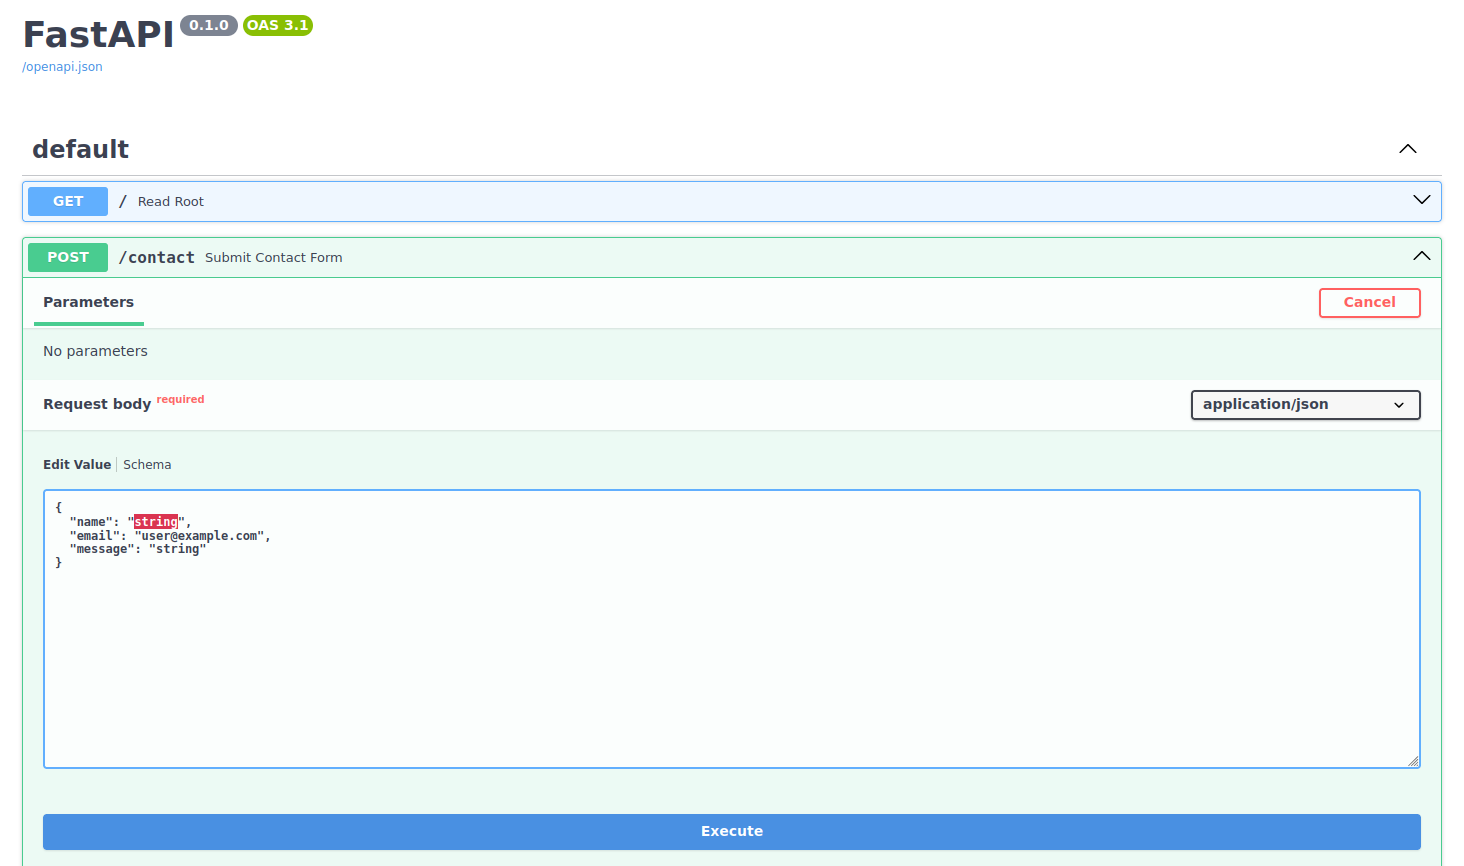 FastAPI 0.1.0 OAS 3.1
/openapi.json
default
GET / Read Root
POST /contact Submit Contact Form
Parameters Cancel
No parameters
Request body required application/json
Edit Value Schema
{
  "name": "string",
  "email": "user@example.com",
  "message": "string"
}
Execute